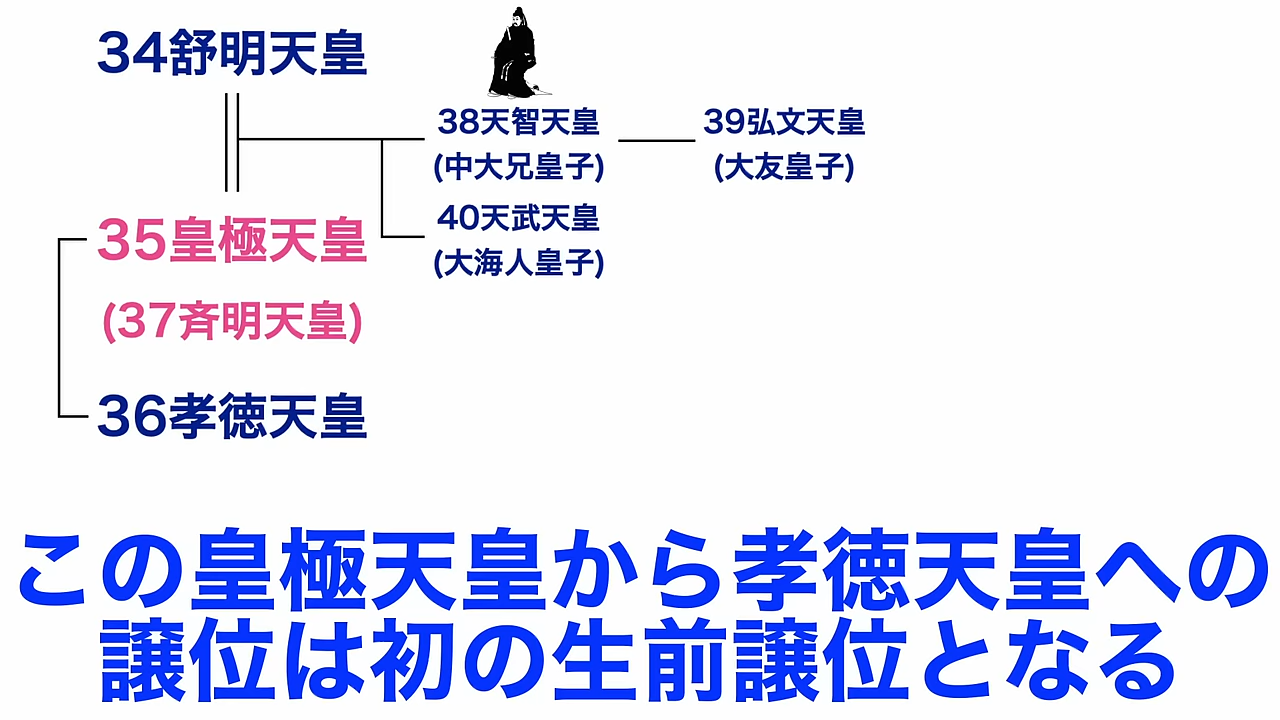 34舒明天皇
38天智天皇
(中大兄皇子)
39弘文天皇
(大友皇子)
40天武天皇
(大海人皇子)
35皇極天皇
(37斉明天皇)
36孝徳天皇
この皇極天皇から孝徳天皇への
譲位は初の生前譲位となる